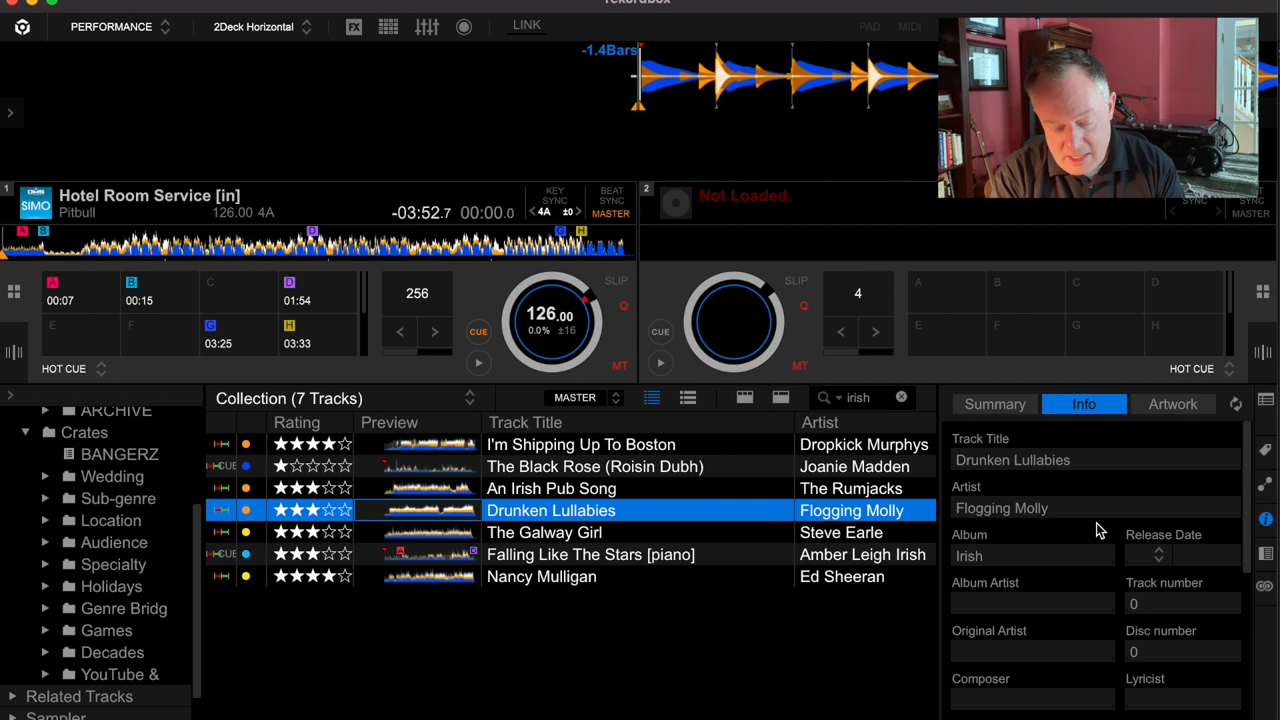 rekordbox
PERFORMANCE
2Deck Horizontal
FX
LINK
PAD
MIDI
-1.4Bars
1
DMS
SIMO
Hotel Room Service [in]
Pitbull
126.00 4A
-03:52.7 00:00.0
KEY
SYNC
4A ±0
BEAT
SYNC
MASTER
2
Not Loaded.
SYNC
SYNC
MASTER
A
B
D
G
H
A
00:07
B
00:15
C
D
01:54
E
F
G
03:25
H
03:33
HOT CUE
256
CUE
126.00
0.0% ±16
SLIP
Q
MT
CUE
SLIP
Q
MT
4
A
B
C
D
E
F
G
H
HOT CUE
ARCHIVE
Crates
BANGERZ
Wedding
Sub-genre
Location
Audience
Specialty
Holidays
Genre Bridg
Games
Decades
YouTube &
Related Tracks
Sampler
Collection (7 Tracks)
MASTER
irish
Rating Preview Track Title Artist
I'm Shipping Up To Boston Dropkick Murphys
CUE The Black Rose (Roisin Dubh) Joanie Madden
An Irish Pub Song The Rumjacks
Drunken Lullabies Flogging Molly
The Galway Girl Steve Earle
CUE A D Falling Like The Stars [piano] Amber Leigh Irish
Nancy Mulligan Ed Sheeran
Summary Info Artwork
Track Title
Drunken Lullabies
Artist
Flogging Molly
Album Release Date
Irish
Album Artist Track number
0
Original Artist Disc number
0
Composer Lyricist